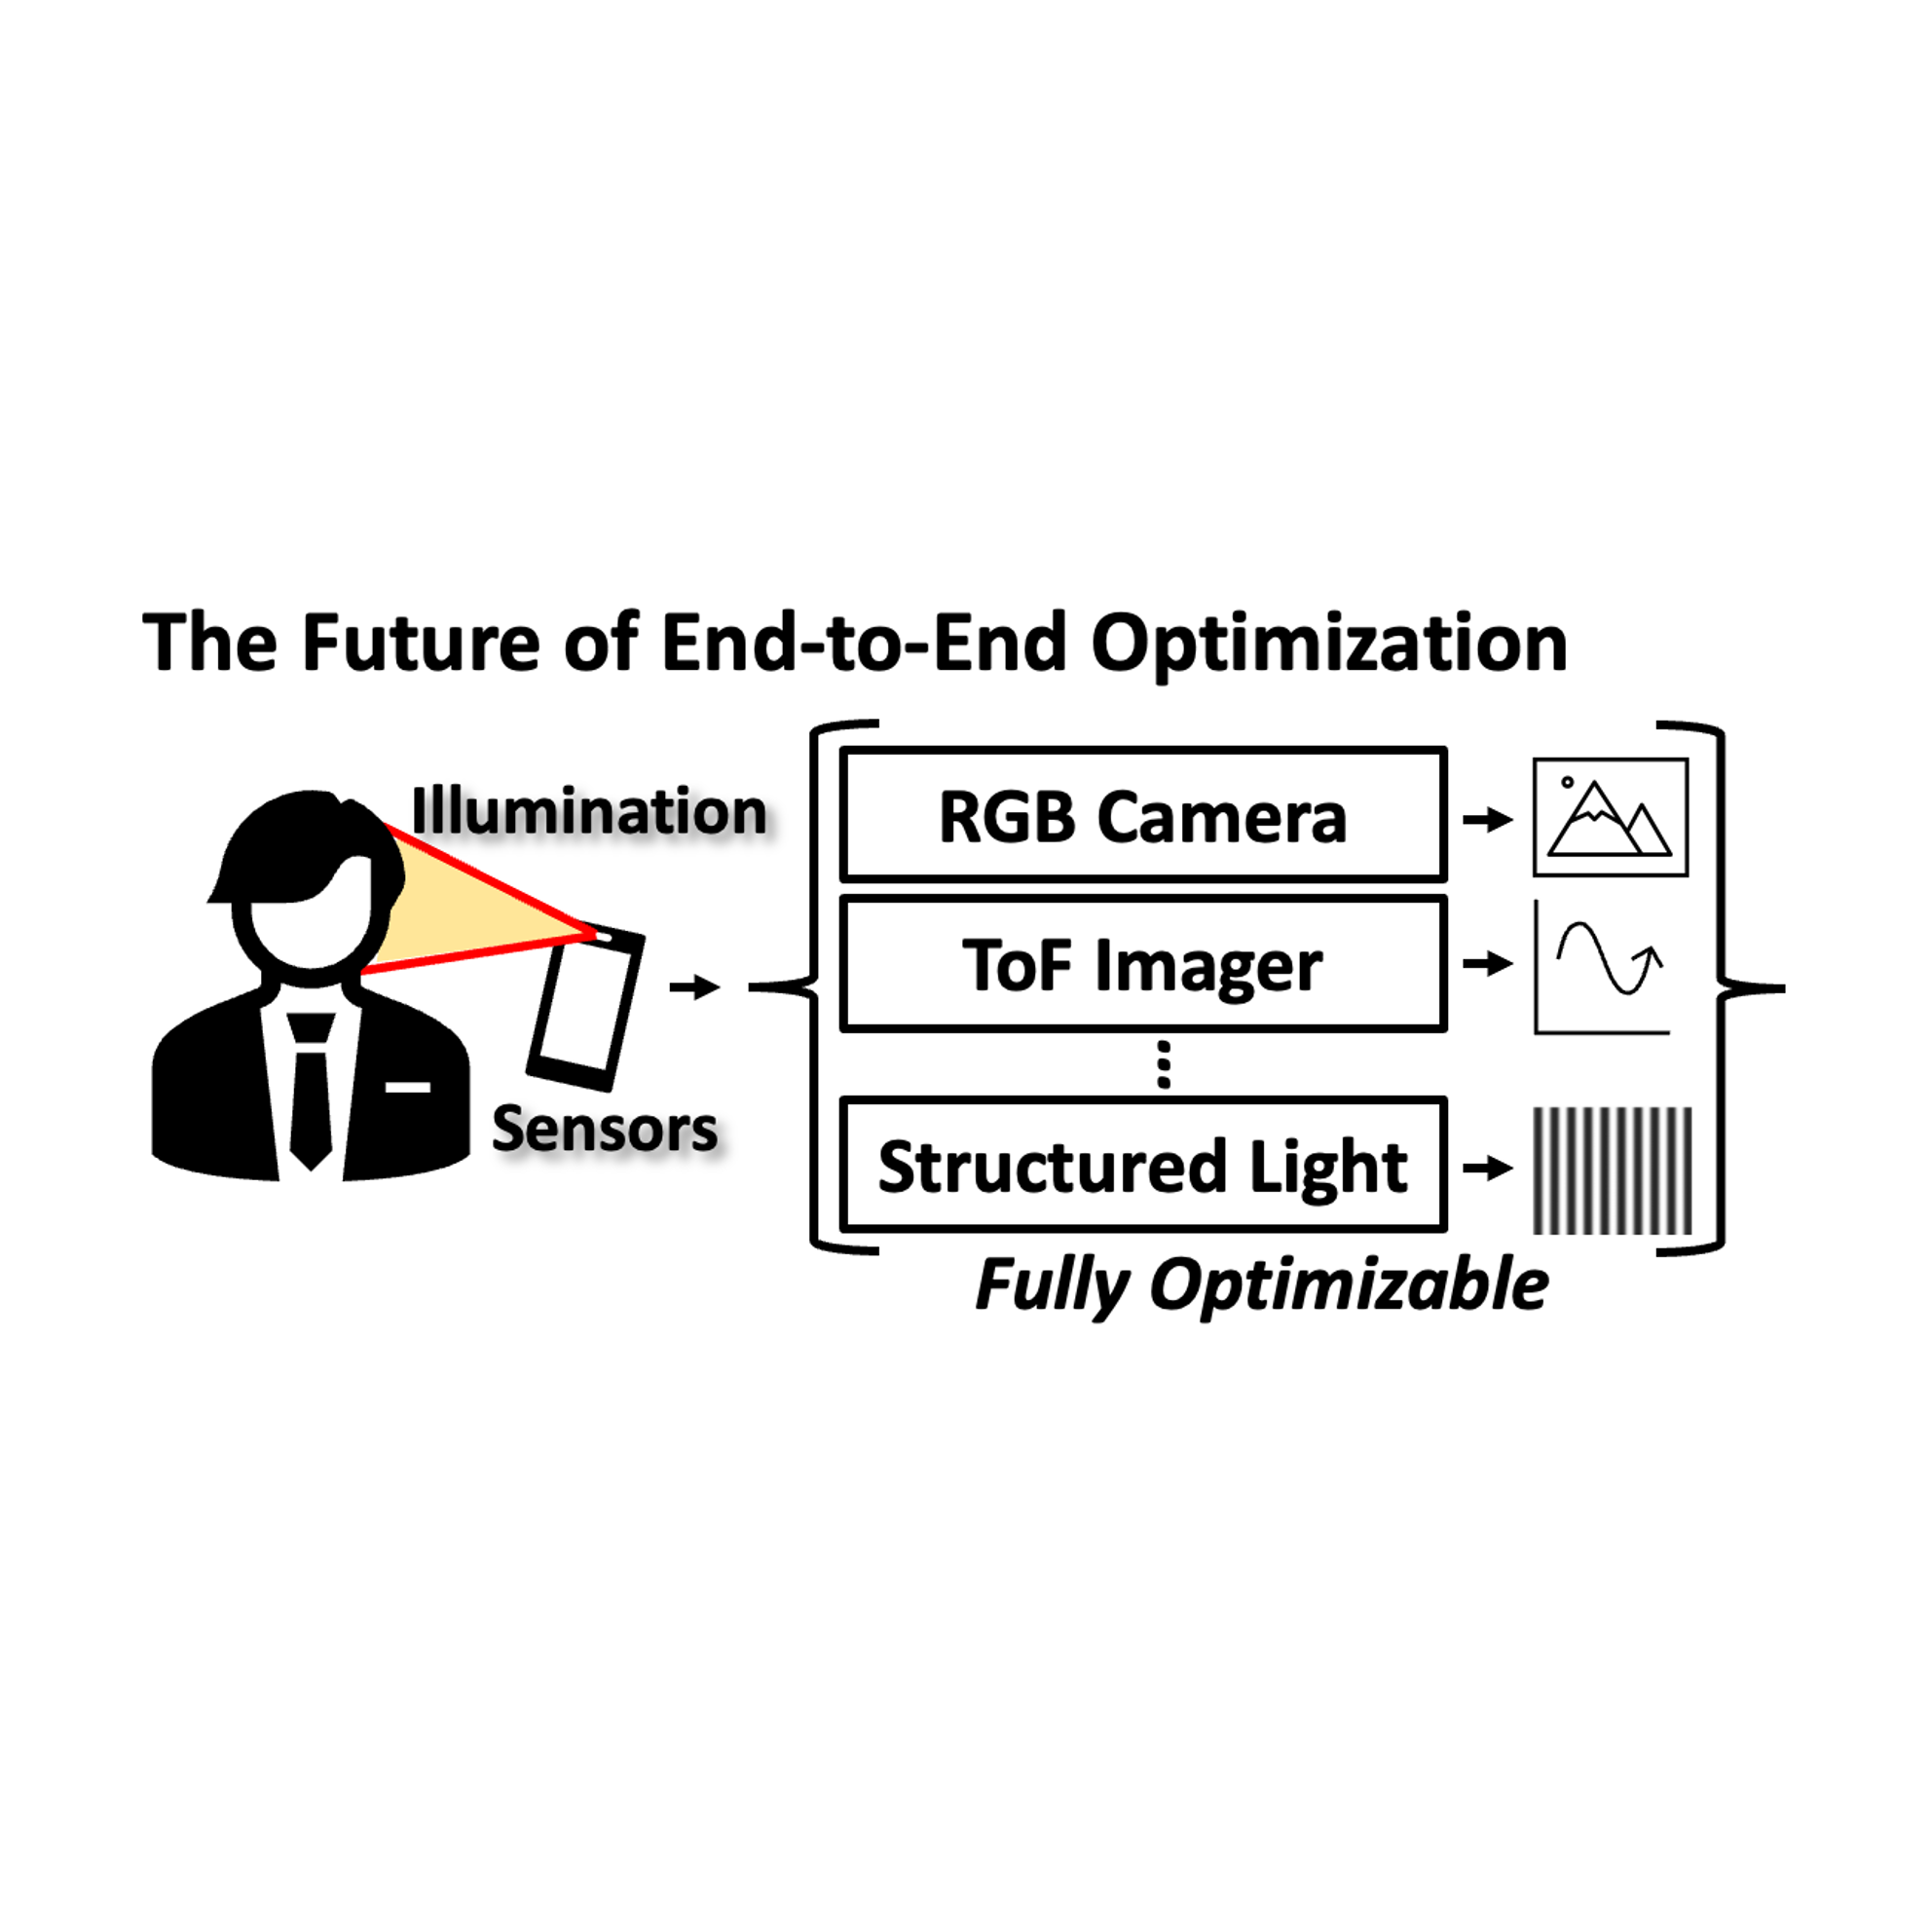 The Future of End-to-End Optimization
Illumination
Sensors
RGB Camera
ToF Imager
Structured Light
Fully Optimizable